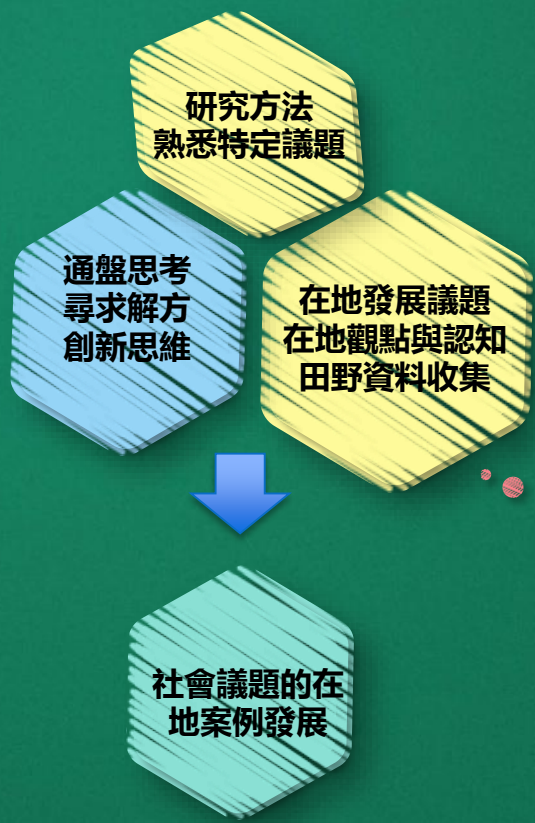 研究方法
熟悉特定議題
通盤思考
尋求解方
創新思維
在地發展議題
在地觀點與認知
田野資料收集
社會議題的在
地案例發展